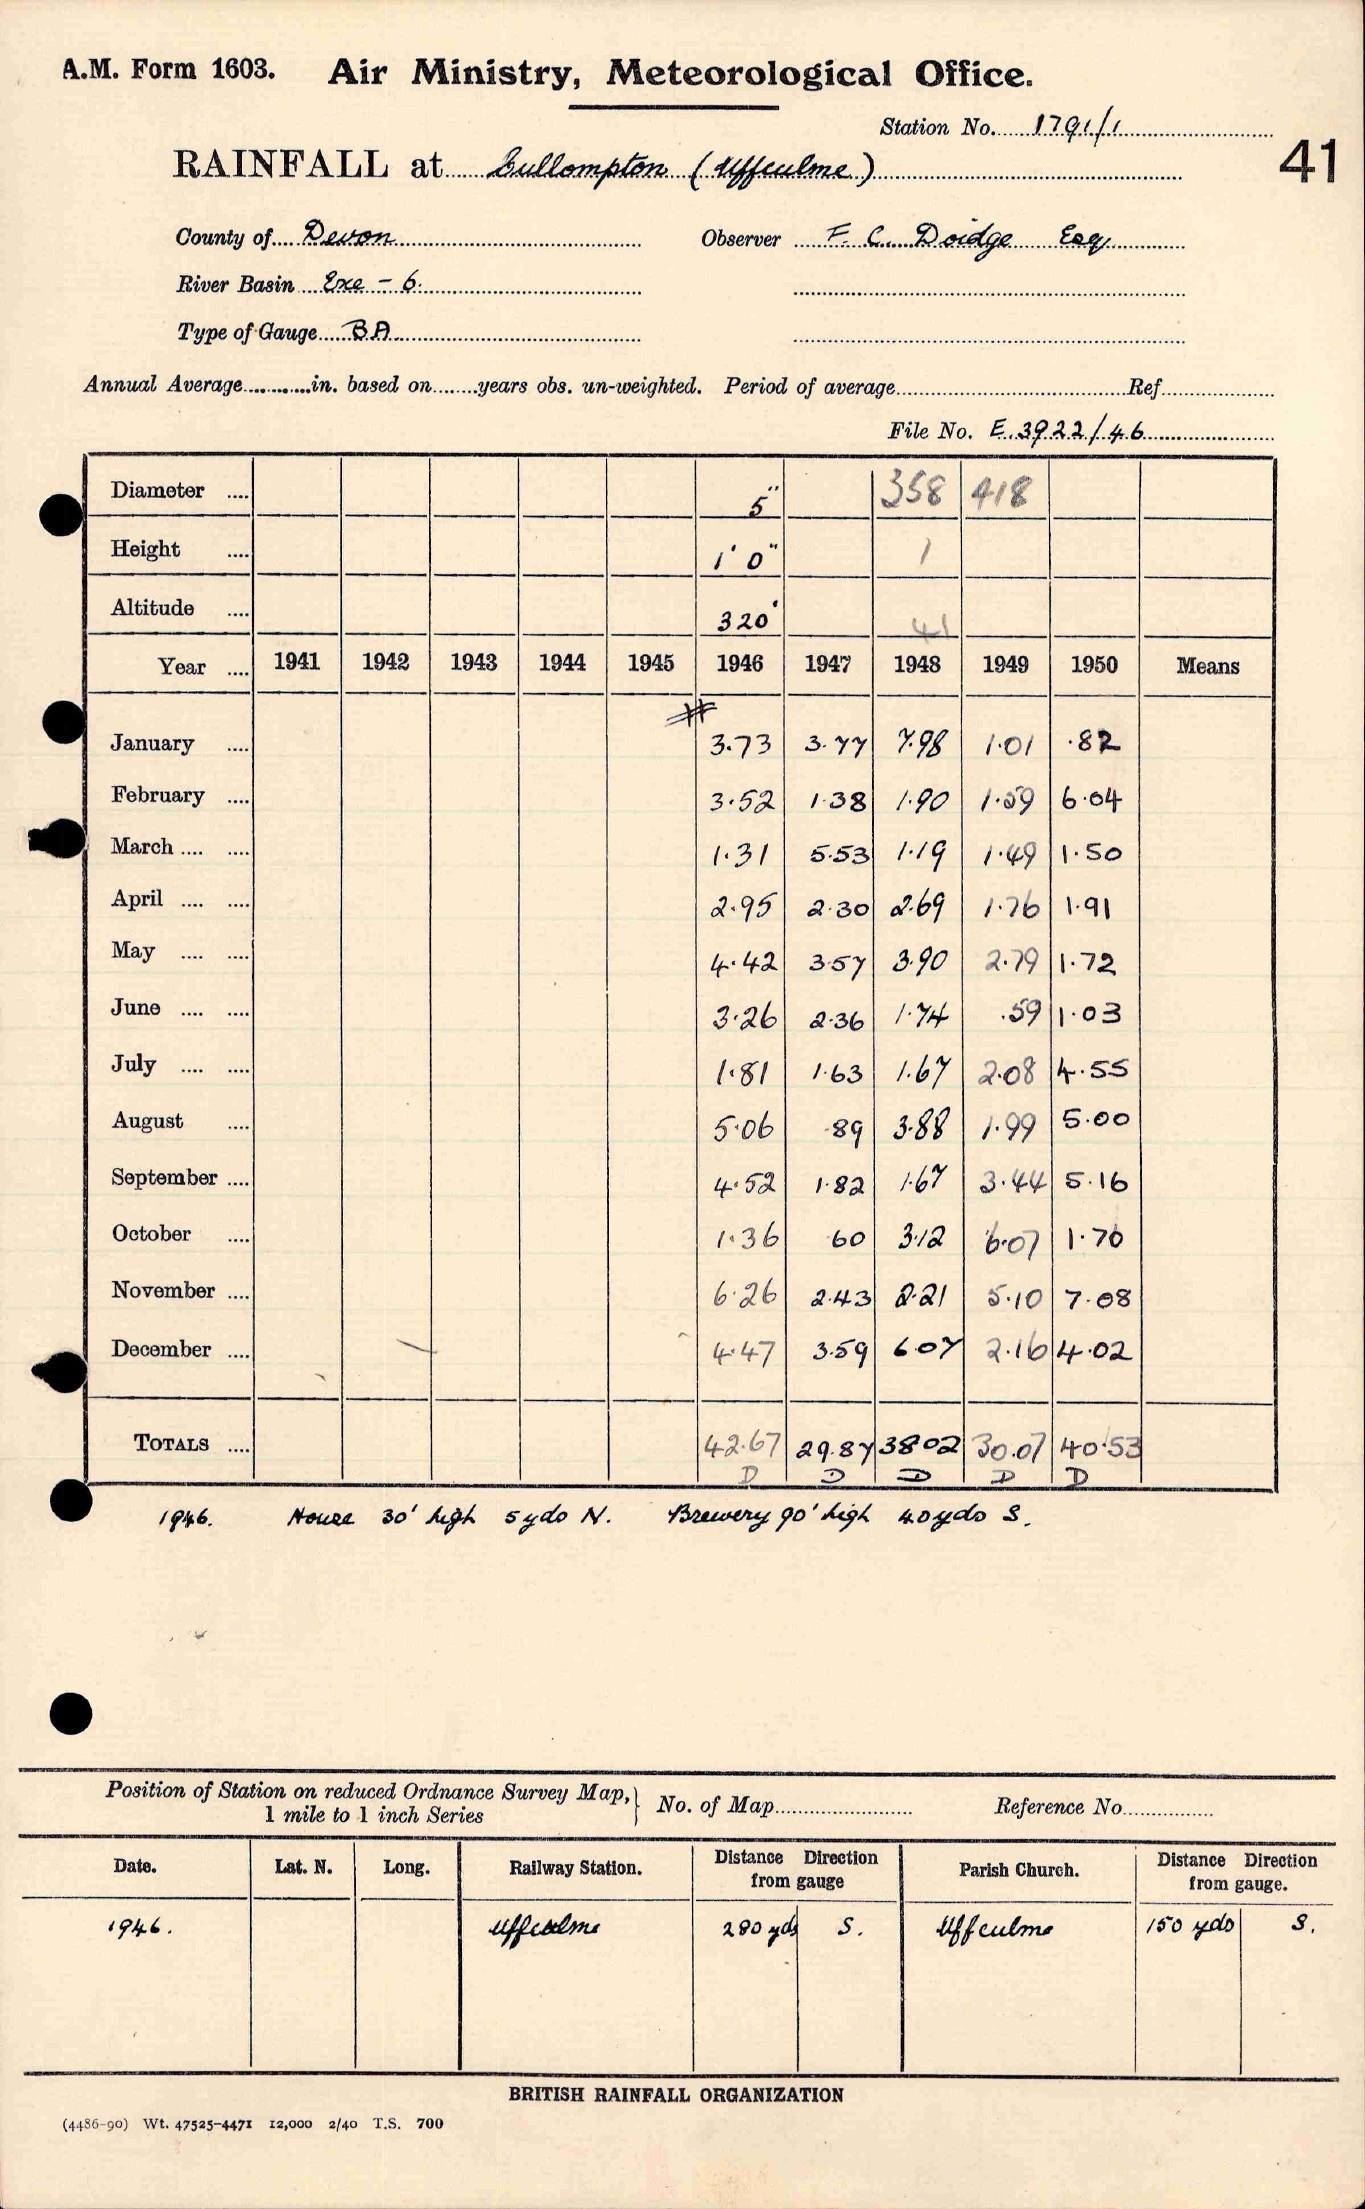 A.M. Form 1603. Air Ministry, Meteorological Office.
Station No. 1791/1
41
RAINFALL at Cullompton (Uffculme)
County of Devon Observer F. C. Doidge Esq
River Basin Exe - 6.
Type of Gauge BA
Annual Average in. based on years obs. un-weighted. Period of average Ref
File No. E.3922/46
Diameter 5" 358 418
Height 1' 0" 1
Altitude 320' 41
Year 1941 1942 1943 1944 1945 1946 1947 1948 1949 1950 Means
January 3.73 3.77 7.98 1.01 .82
February 3.52 1.38 1.90 1.59 6.04
March 1.31 5.53 1.19 1.49 1.50
April 2.95 2.30 2.69 1.76 1.91
May 4.42 3.57 3.90 2.79 1.72
June 3.26 2.36 1.74 .59 1.03
July 1.81 1.63 1.67 2.08 4.55
August 5.06 .89 3.88 1.99 5.00
September 4.52 1.82 1.67 3.44 5.16
October 1.36 .60 3.12 6.07 1.70
November 6.26 2.43 2.21 5.10 7.08
December 4.47 3.59 6.07 2.16 4.02
TOTALS 42.67 29.87 38.02 30.07 40.53
D D D D D
1946. House 30' high 5 yds N. Brewery 90' high 40 yds S.
Position of Station on reduced Ordnance Survey Map, 1 mile to 1 inch Series } No. of Map Reference No.
Date. Lat. N. Long. Railway Station. Distance Direction from gauge Parish Church. Distance Direction from gauge.
1946. Uffculme 280 yds S. Uffculme 150 yds S.
BRITISH RAINFALL ORGANIZATION
(4486-90) Wt. 47525-4471 12,000 2/40 T.S. 700